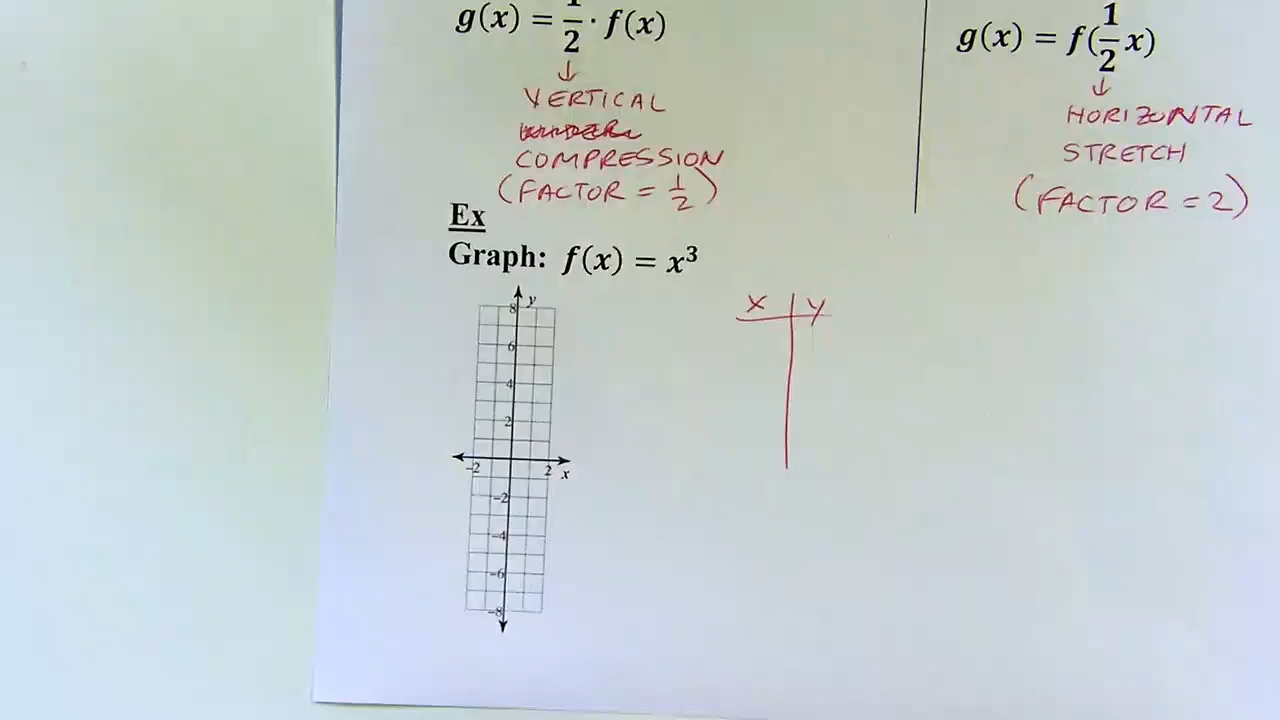 g(x) = 1/2 · f(x)
↓
VERTICAL
COMPRESSION
(FACTOR = 1/2)
g(x) = f(1/2 x)
↓
HORIZONTAL
STRETCH
(FACTOR = 2)
Ex
Graph: f(x) = x³
y
8
6
4
2
-2 2 x
-2
-4
-6
-8
x | y